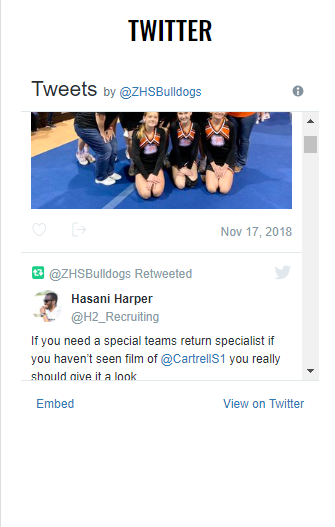 TWITTER
Tweets by @ZHSBulldogs
Nov 17, 2018
@ZHSBulldogs Retweeted
Hasani Harper
@H2_Recruiting
If you need a special teams return specialist if
you haven't seen film of @CartrellS1 you really
should give it a look
Embed
View on Twitter